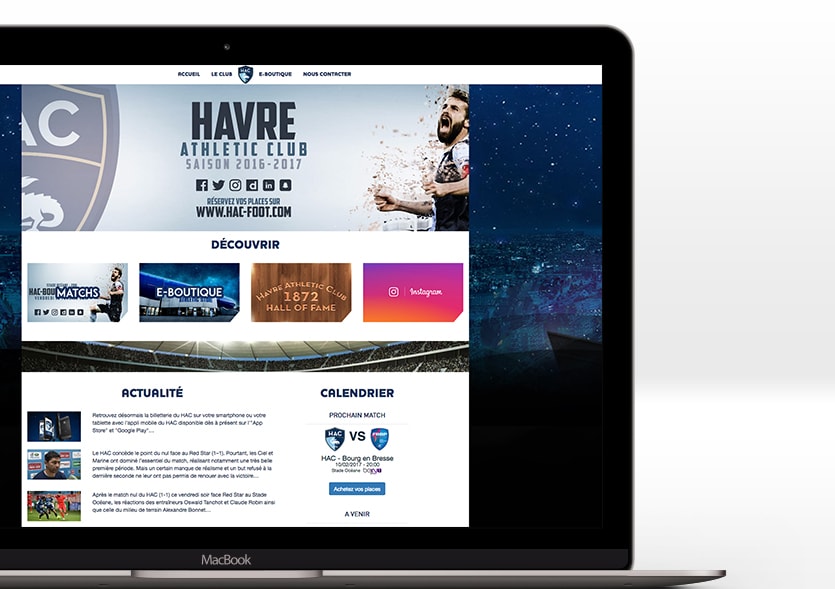 ACCUEIL LE CLUB HAC E-BOUTIQUE NOUS CONTACTER
AC
HAVRE
ATHLETIC CLUB
SAISON 2016-2017
RÉSERVEZ VOS PLACES SUR
WWW.HAC-FOOT.COM
DÉCOUVRIR
HAC-BOU MATCHS
VENDREDI
E-BOUTIQUE
HAVRE ATHLETIC CLUB
1872
HALL OF FAME
Instagram
ACTUALITÉ
Retrouvez désormais la billetterie du HAC sur votre smartphone ou votre
tablette avec l'appli mobile du HAC disponible dès à présent sur l'"App
Store" et "Google Play"....
Le HAC concède le point du nul face au Red Star (1-1). Pourtant, les Ciel et
Marine ont dominé l'essentiel du match, réalisant notamment une très belle
première période. Mais un certain manque de réalisme et un but refusé à la
dernière seconde ne leur ont pas permis de renouer avec la victoire....
Après le match nul du HAC (1-1) ce vendredi soir face Red Star au Stade
Océane, les réactions des entraîneurs Oswald Tanchot et Claude Robin ainsi
que celle du milieu de terrain Alexandre Bonnet....
CALENDRIER
PROCHAIN MATCH
HAC VS FBBP
HAC - Bourg en Bresse
10/02/2017 - 20:00
Stade Océane
Achetez vos places
A VENIR
MacBook